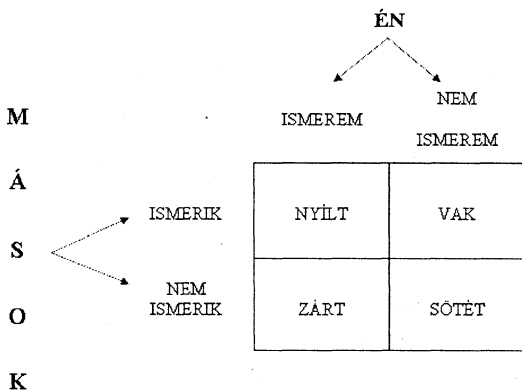 ÉN
ISMEREM
NEM
ISMEREM
M
Á
S
O
K
ISMERIK
NYÍLT
VAK
NEM
ISMERIK
ZÁRT
SÖTÉT